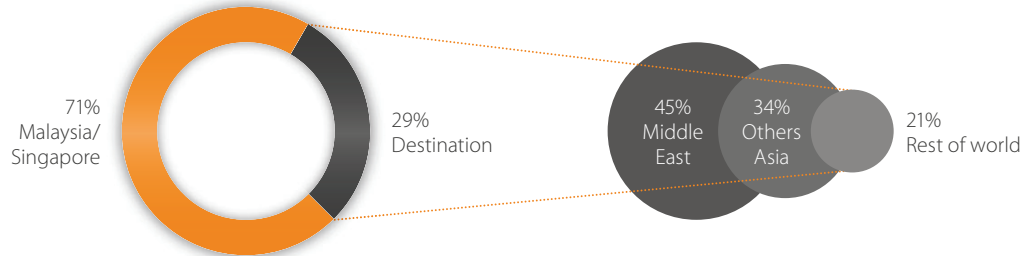 71%
Malaysia/
Singapore
29%
Destination
45%
Middle
East
34%
Others
Asia
21%
Rest of world